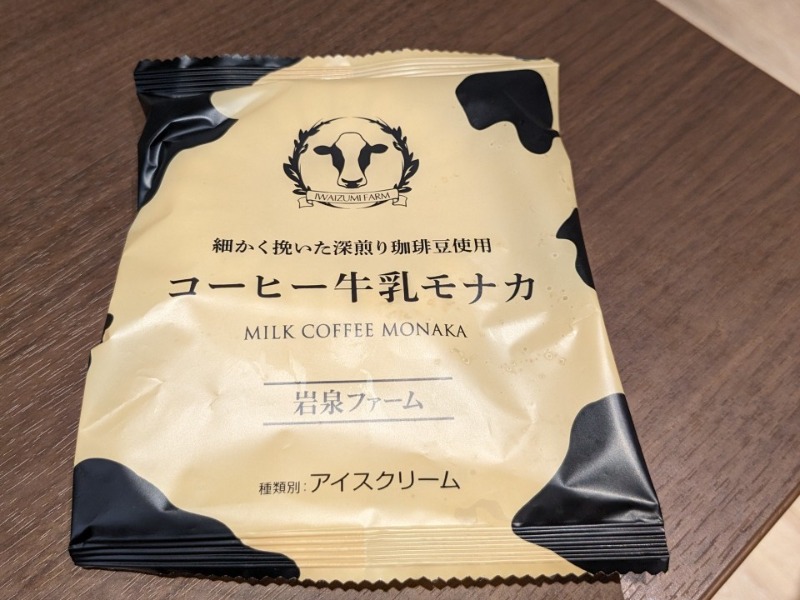 IWAIZUMI FARM
細かく挽いた深煎り珈琲豆使用
コーヒー牛乳モナカ
MILK COFFEE MONAKA
岩泉ファーム
種類別:アイスクリーム